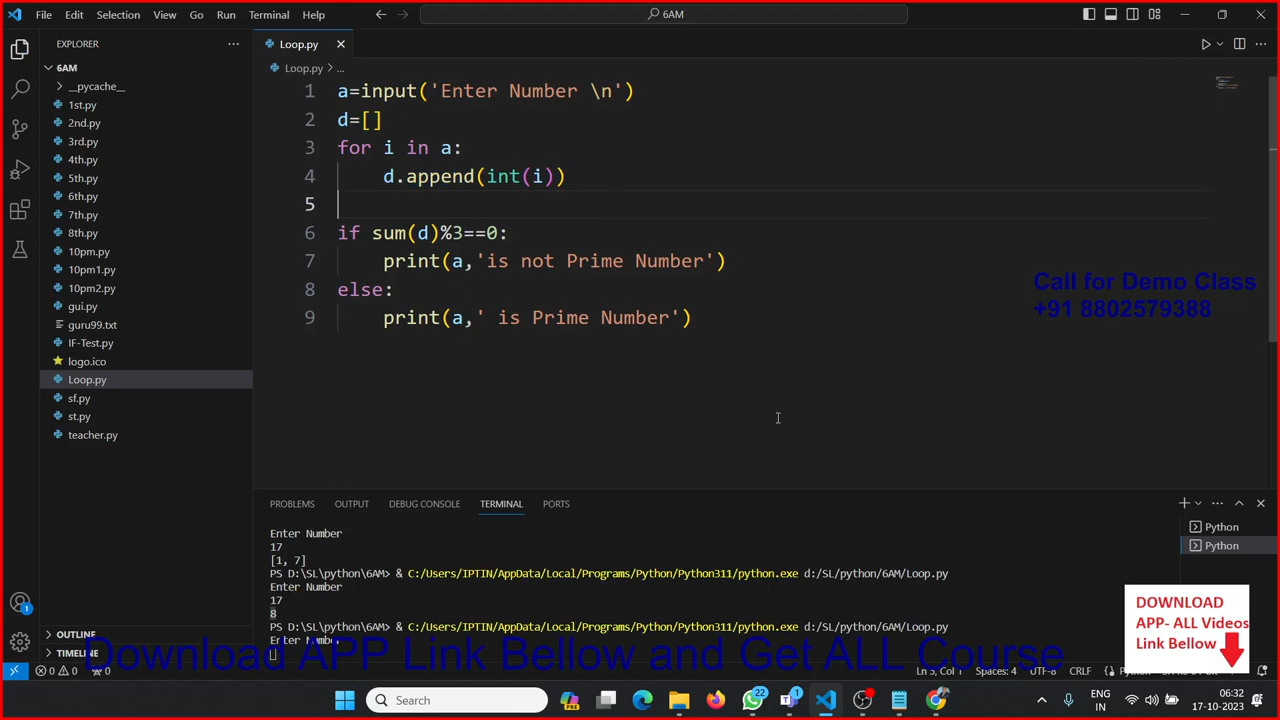 File Edit Selection View Go Run Terminal Help
6AM
EXPLORER
Loop.py
6AM
Loop.py > ...
__pycache__
1st.py
2nd.py
3rd.py
4th.py
5th.py
6th.py
7th.py
8th.py
10pm.py
10pm1.py
10pm2.py
gui.py
guru99.txt
IF-Test.py
logo.ico
Loop.py
sf.py
st.py
teacher.py
OUTLINE
TIMELINE
1 a=input('Enter Number \n')
2 d=[]
3 for i in a:
4 d.append(int(i))
5
6 if sum(d)%3==0:
7 print(a,'is not Prime Number')
8 else:
9 print(a,' is Prime Number')
Call for Demo Class
+91 8802579388
PROBLEMS OUTPUT DEBUG CONSOLE TERMINAL PORTS
Enter Number
17
[1, 7]
PS D:\SL\python\6AM> & C:/Users/IPTIN/AppData/Local/Programs/Python/Python311/python.exe d:/SL/python/6AM/Loop.py
Enter Number
17
8
PS D:\SL\python\6AM> & C:/Users/IPTIN/AppData/Local/Programs/Python/Python311/python.exe d:/SL/python/6AM/Loop.py
Enter Number
Python
Python
DOWNLOAD
APP- ALL Videos
Link Bellow
Download APP Link Bellow and Get ALL Course
0 0 0
Ln 5, Col 1 Spaces: 4 UTF-8 CRLF Python
Search
22
1
ENG
IN
06:32
17-10-2023